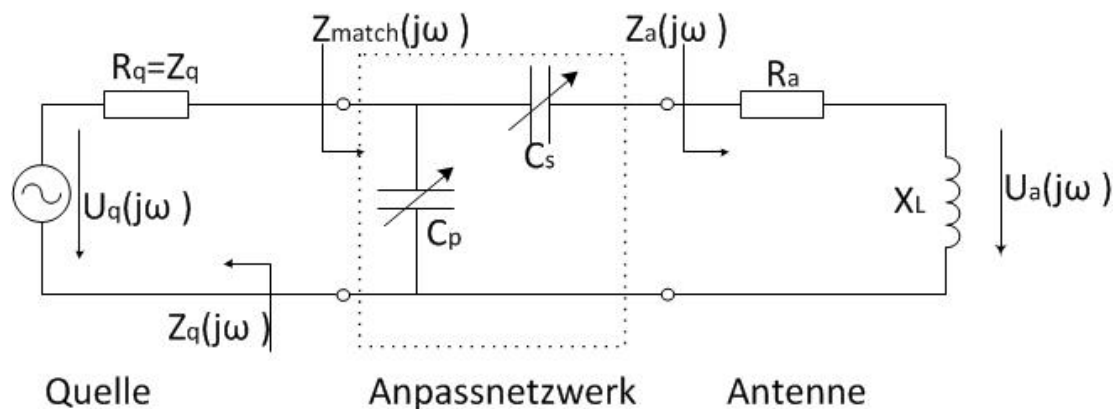 Zmatch(jω)
Za(jω)
Rq=Zq
Ra
Cs
Uq(jω)
Cp
XL
Ua(jω)
Zq(jω)
Quelle
Anpassnetzwerk
Antenne